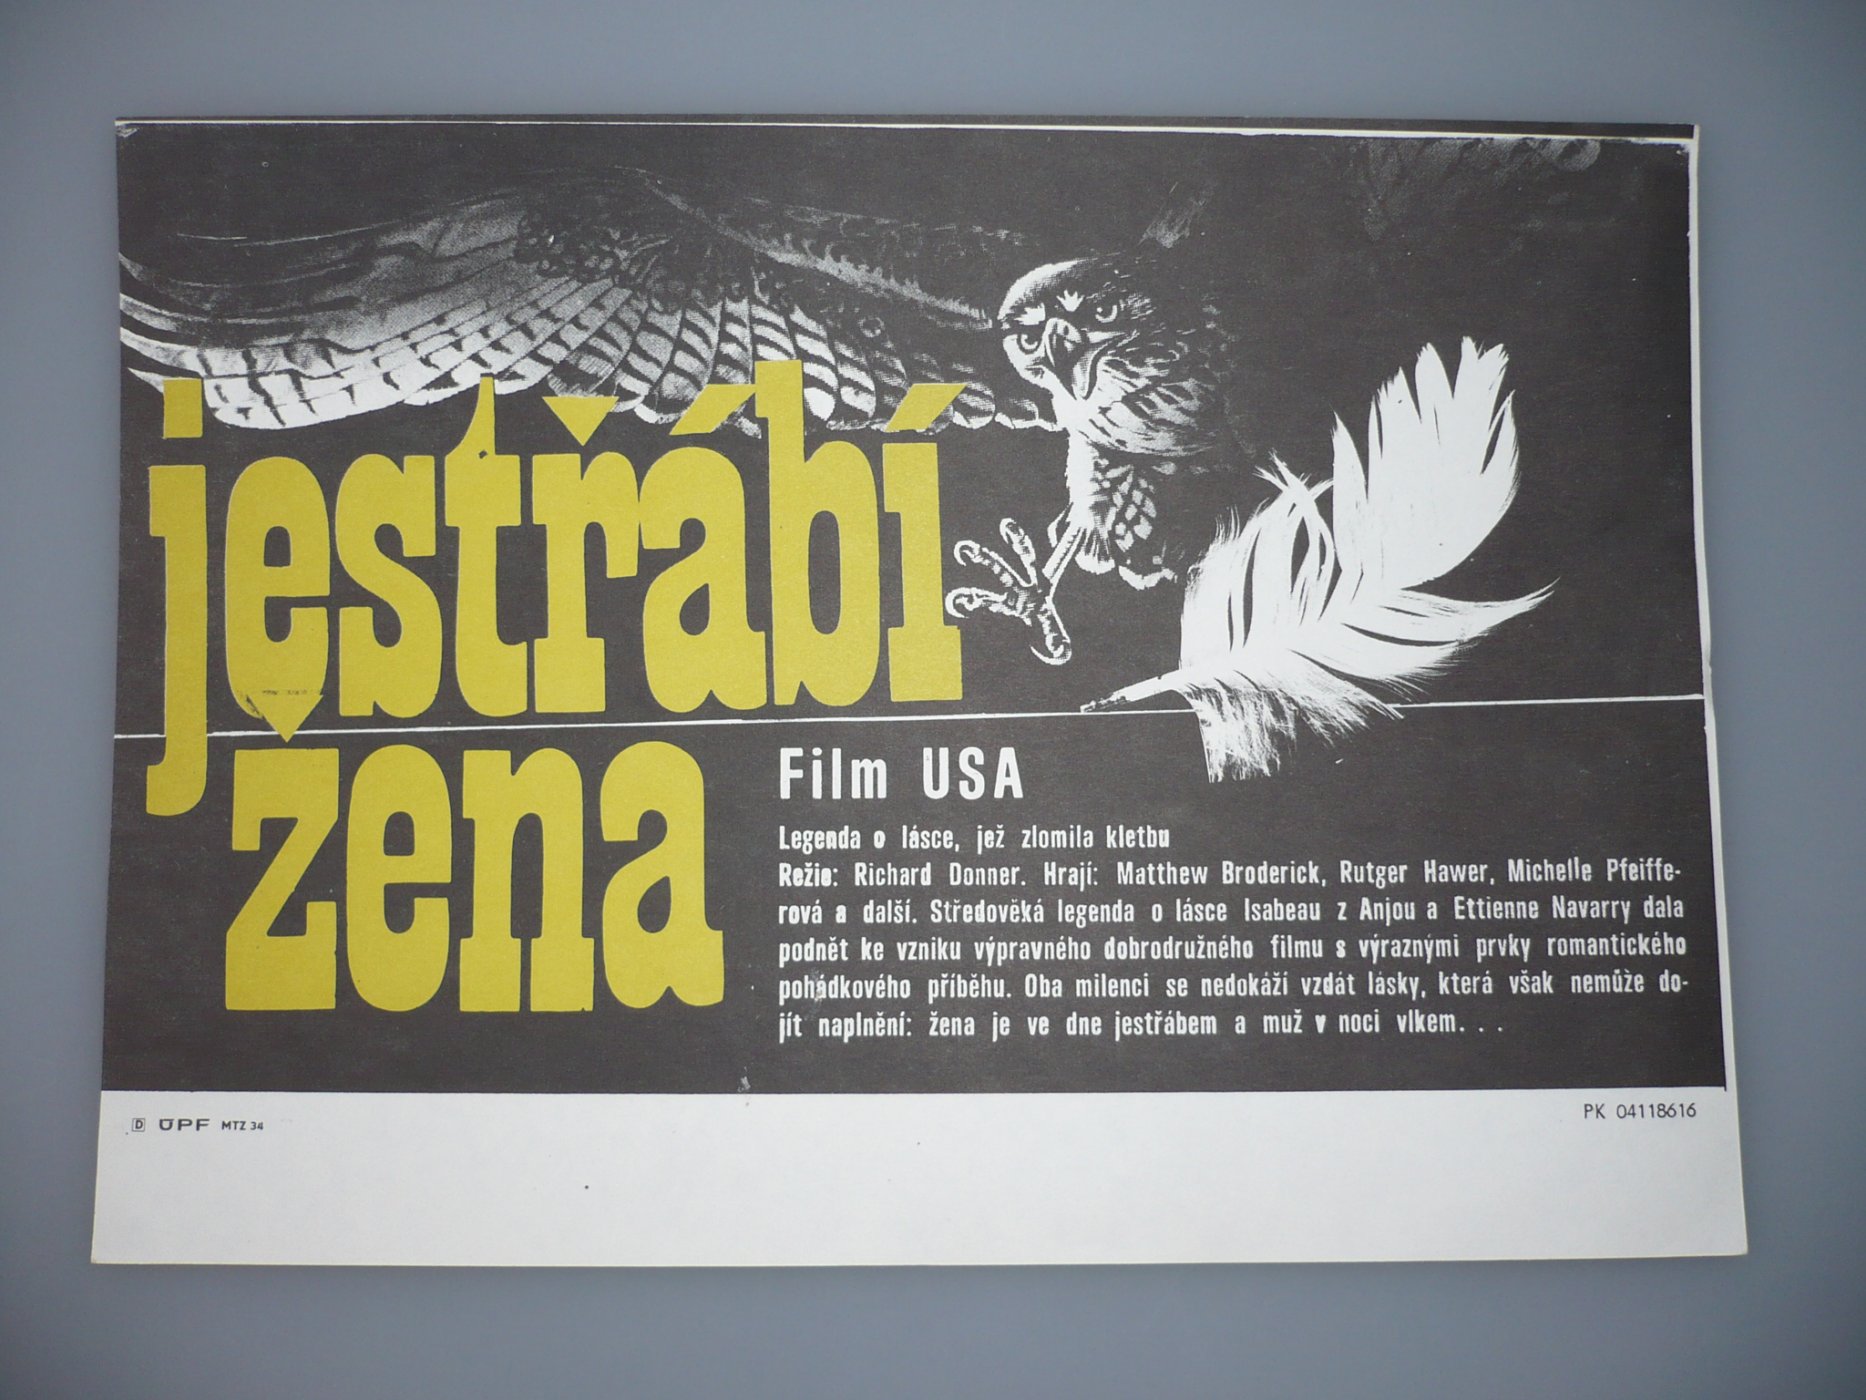 jestřábí
žena
Film USA
Legenda o lásce, jež zlomila kletbu
Režie: Richard Donner. Hrají: Matthew Broderick, Rutger Hawer, Michelle Pfeiffe-
rová a další. Středověká legenda o lásce Isabeau z Anjou a Ettienne Navarry dala
podnět ke vzniku výpravného dobrodružného filmu s výraznými prvky romantického
pohádkového příběhu. Oba milenci se nedokáží vzdát lásky, která však nemůže do-
jít naplnění: žena je ve dne jestřábem a muž v noci vlkem. . .
D ÚPF MTZ 34
PK 04118616